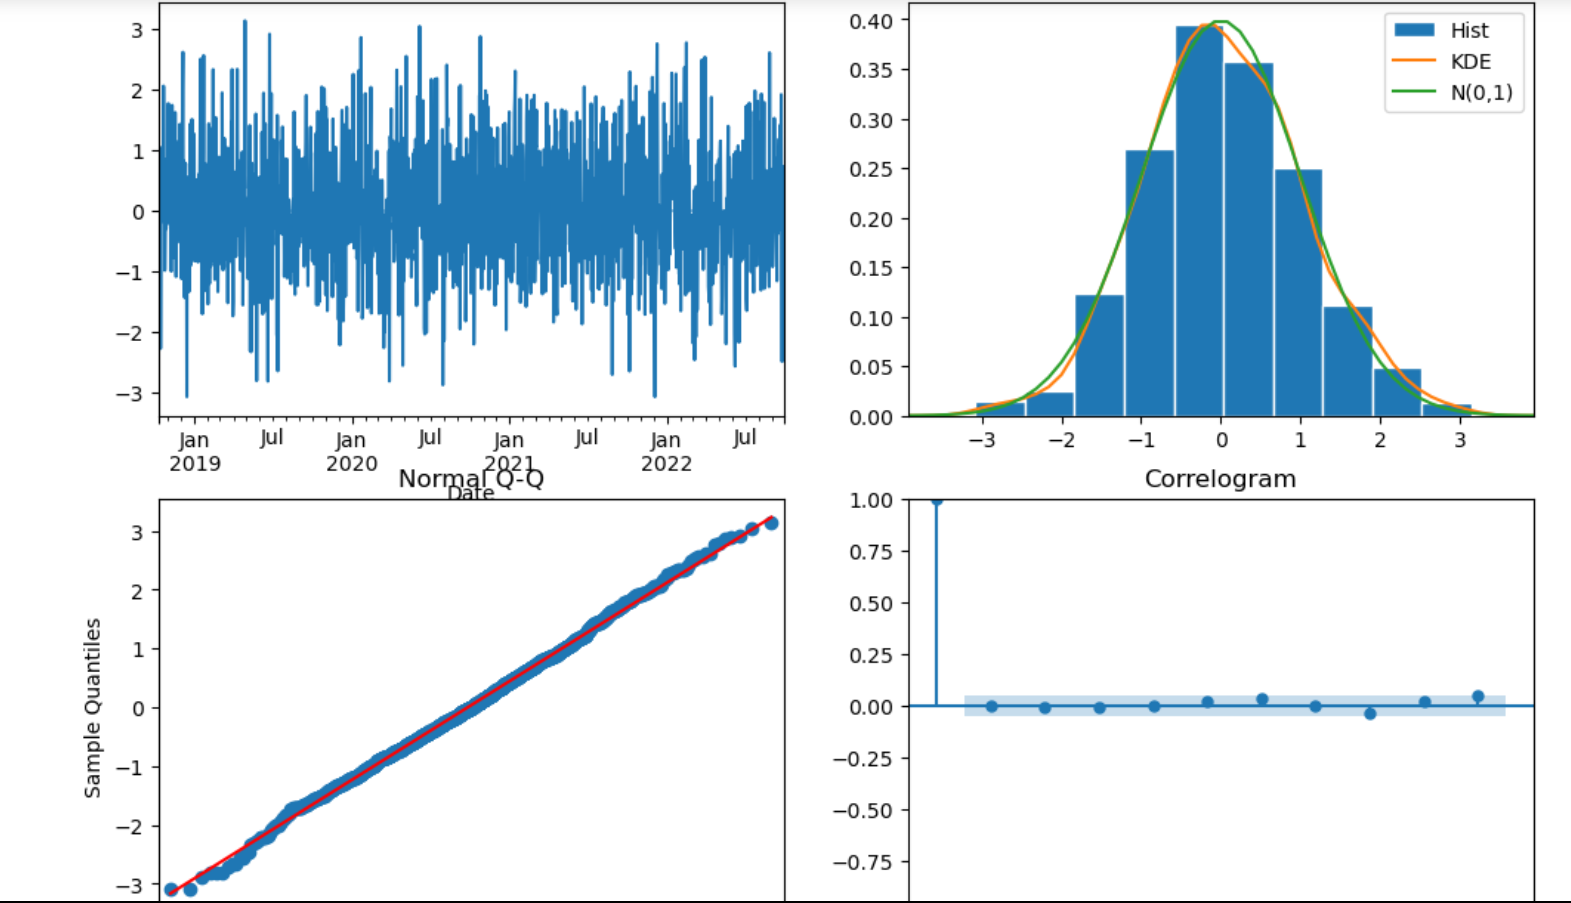 3
2
1
0
−1
−2
−3
Jan
2019
Jul
Jan
2020
Jul
Jan
2021
Jul
Jan
2022
Jul
Date
0.40
0.35
0.30
0.25
0.20
0.15
0.10
0.05
0.00
−3
−2
−1
0
1
2
3
Hist
KDE
N(0,1)
Normal Q-Q
Sample Quantiles
3
2
1
0
−1
−2
−3
Correlogram
1.00
0.75
0.50
0.25
0.00
−0.25
−0.50
−0.75